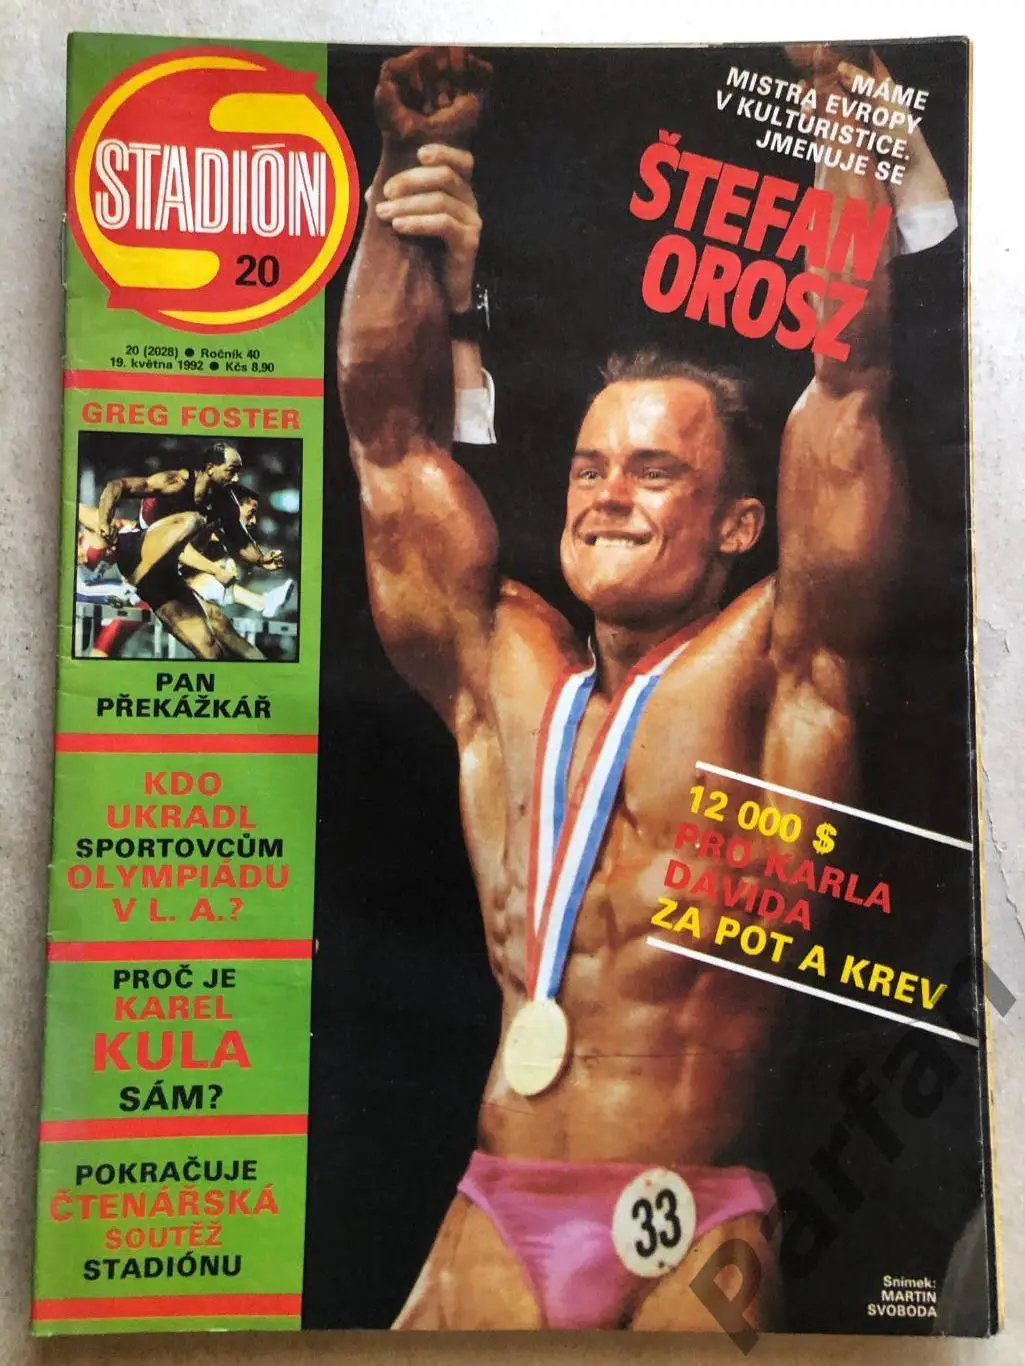 STADIÓN
20
20 (2028) ● Ročník 40
19. května 1992 ● Kčs 8,90
GREG FOSTER
PAN
PŘEKÁŽKÁŘ
KDO
UKRADL
SPORTOVCŮM
OLYMPIÁDU
V L. A.?
PROČ JE
KAREL
KULA
SÁM?
POKRAČUJE
ČTENÁŘSKÁ
SOUTĚŽ
STADIÓNU
MÁME
MISTRA EVROPY
V KULTURISTICE.
JMENUJE SE
ŠTEFAN
OROSZ
12 000 $
PRO KARLA
DAVIDA
ZA POT A KREV
33
Snímek:
MARTIN
SVOBODA
Parfan